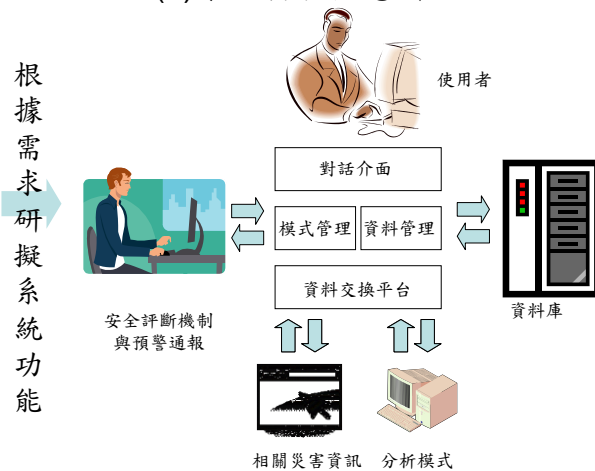 根據需求研擬系統功能
使用者
對話介面
模式管理
資料管理
資料交換平台
安全評斷機制
與預警通報
資料庫
相關災害資訊
分析模式